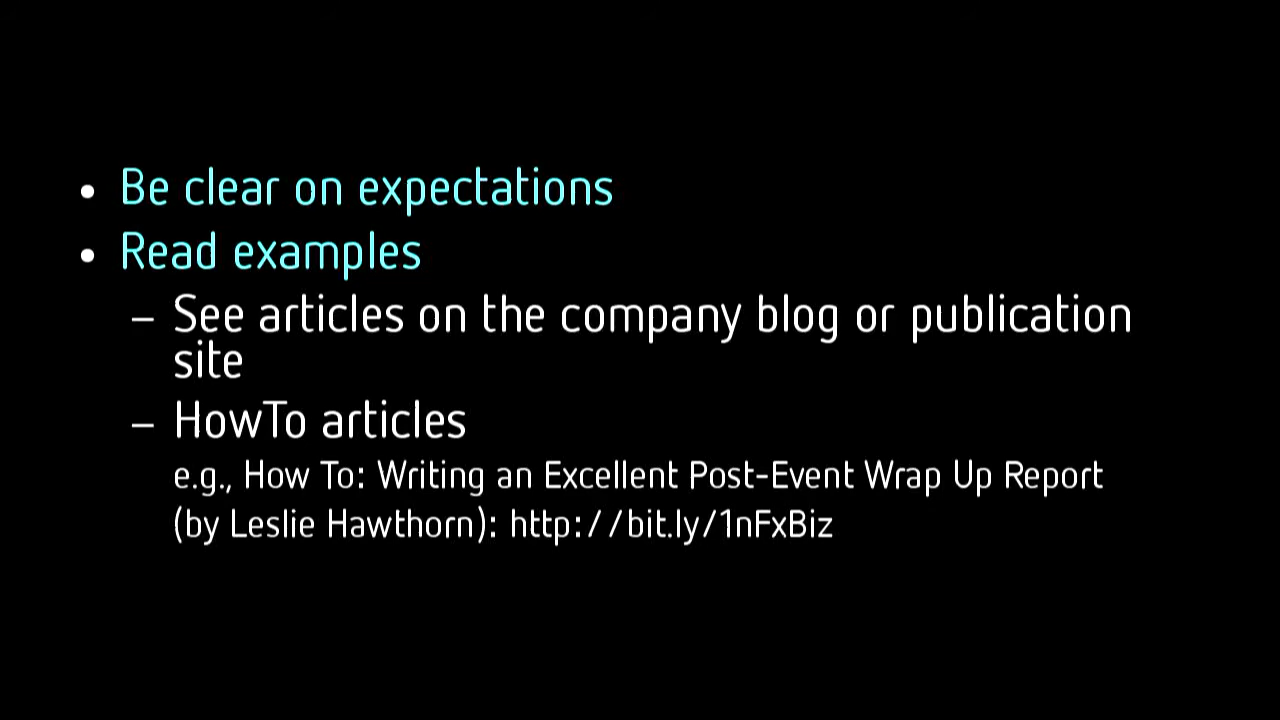 • Be clear on expectations
• Read examples
– See articles on the company blog or publication
site
– HowTo articles
e.g., How To: Writing an Excellent Post-Event Wrap Up Report
(by Leslie Hawthorn): http://bit.ly/1nFxBiz